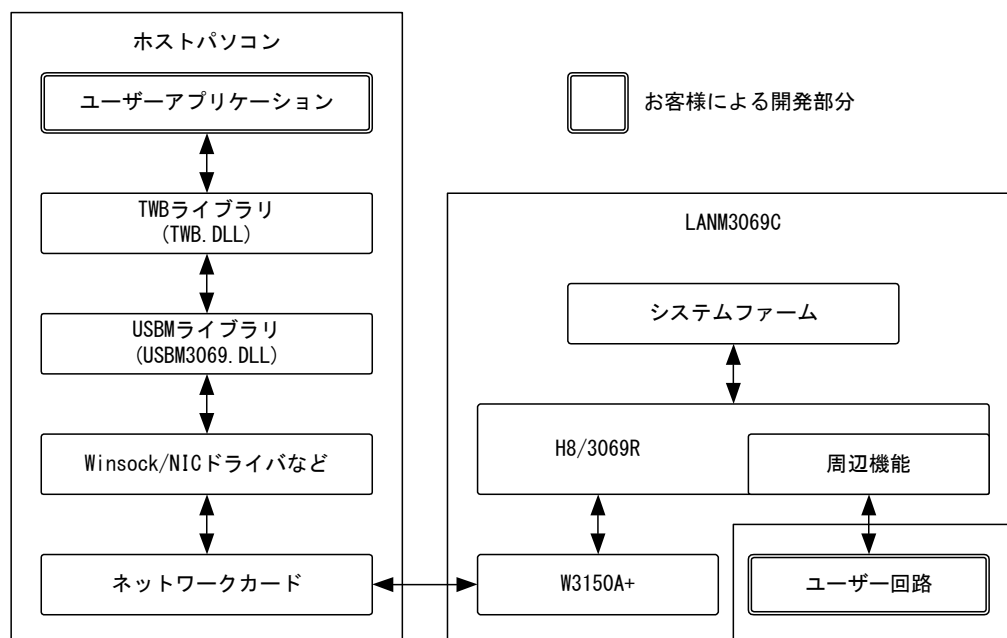 ホストパソコン
ユーザーアプリケーション
TWBライブラリ
(TWB.DLL)
USBMライブラリ
(USBM3069.DLL)
Winsock/NICドライバなど
ネットワークカード
お客様による開発部分
LANM3069C
システムファーム
H8/3069R
周辺機能
W3150A+
ユーザー回路